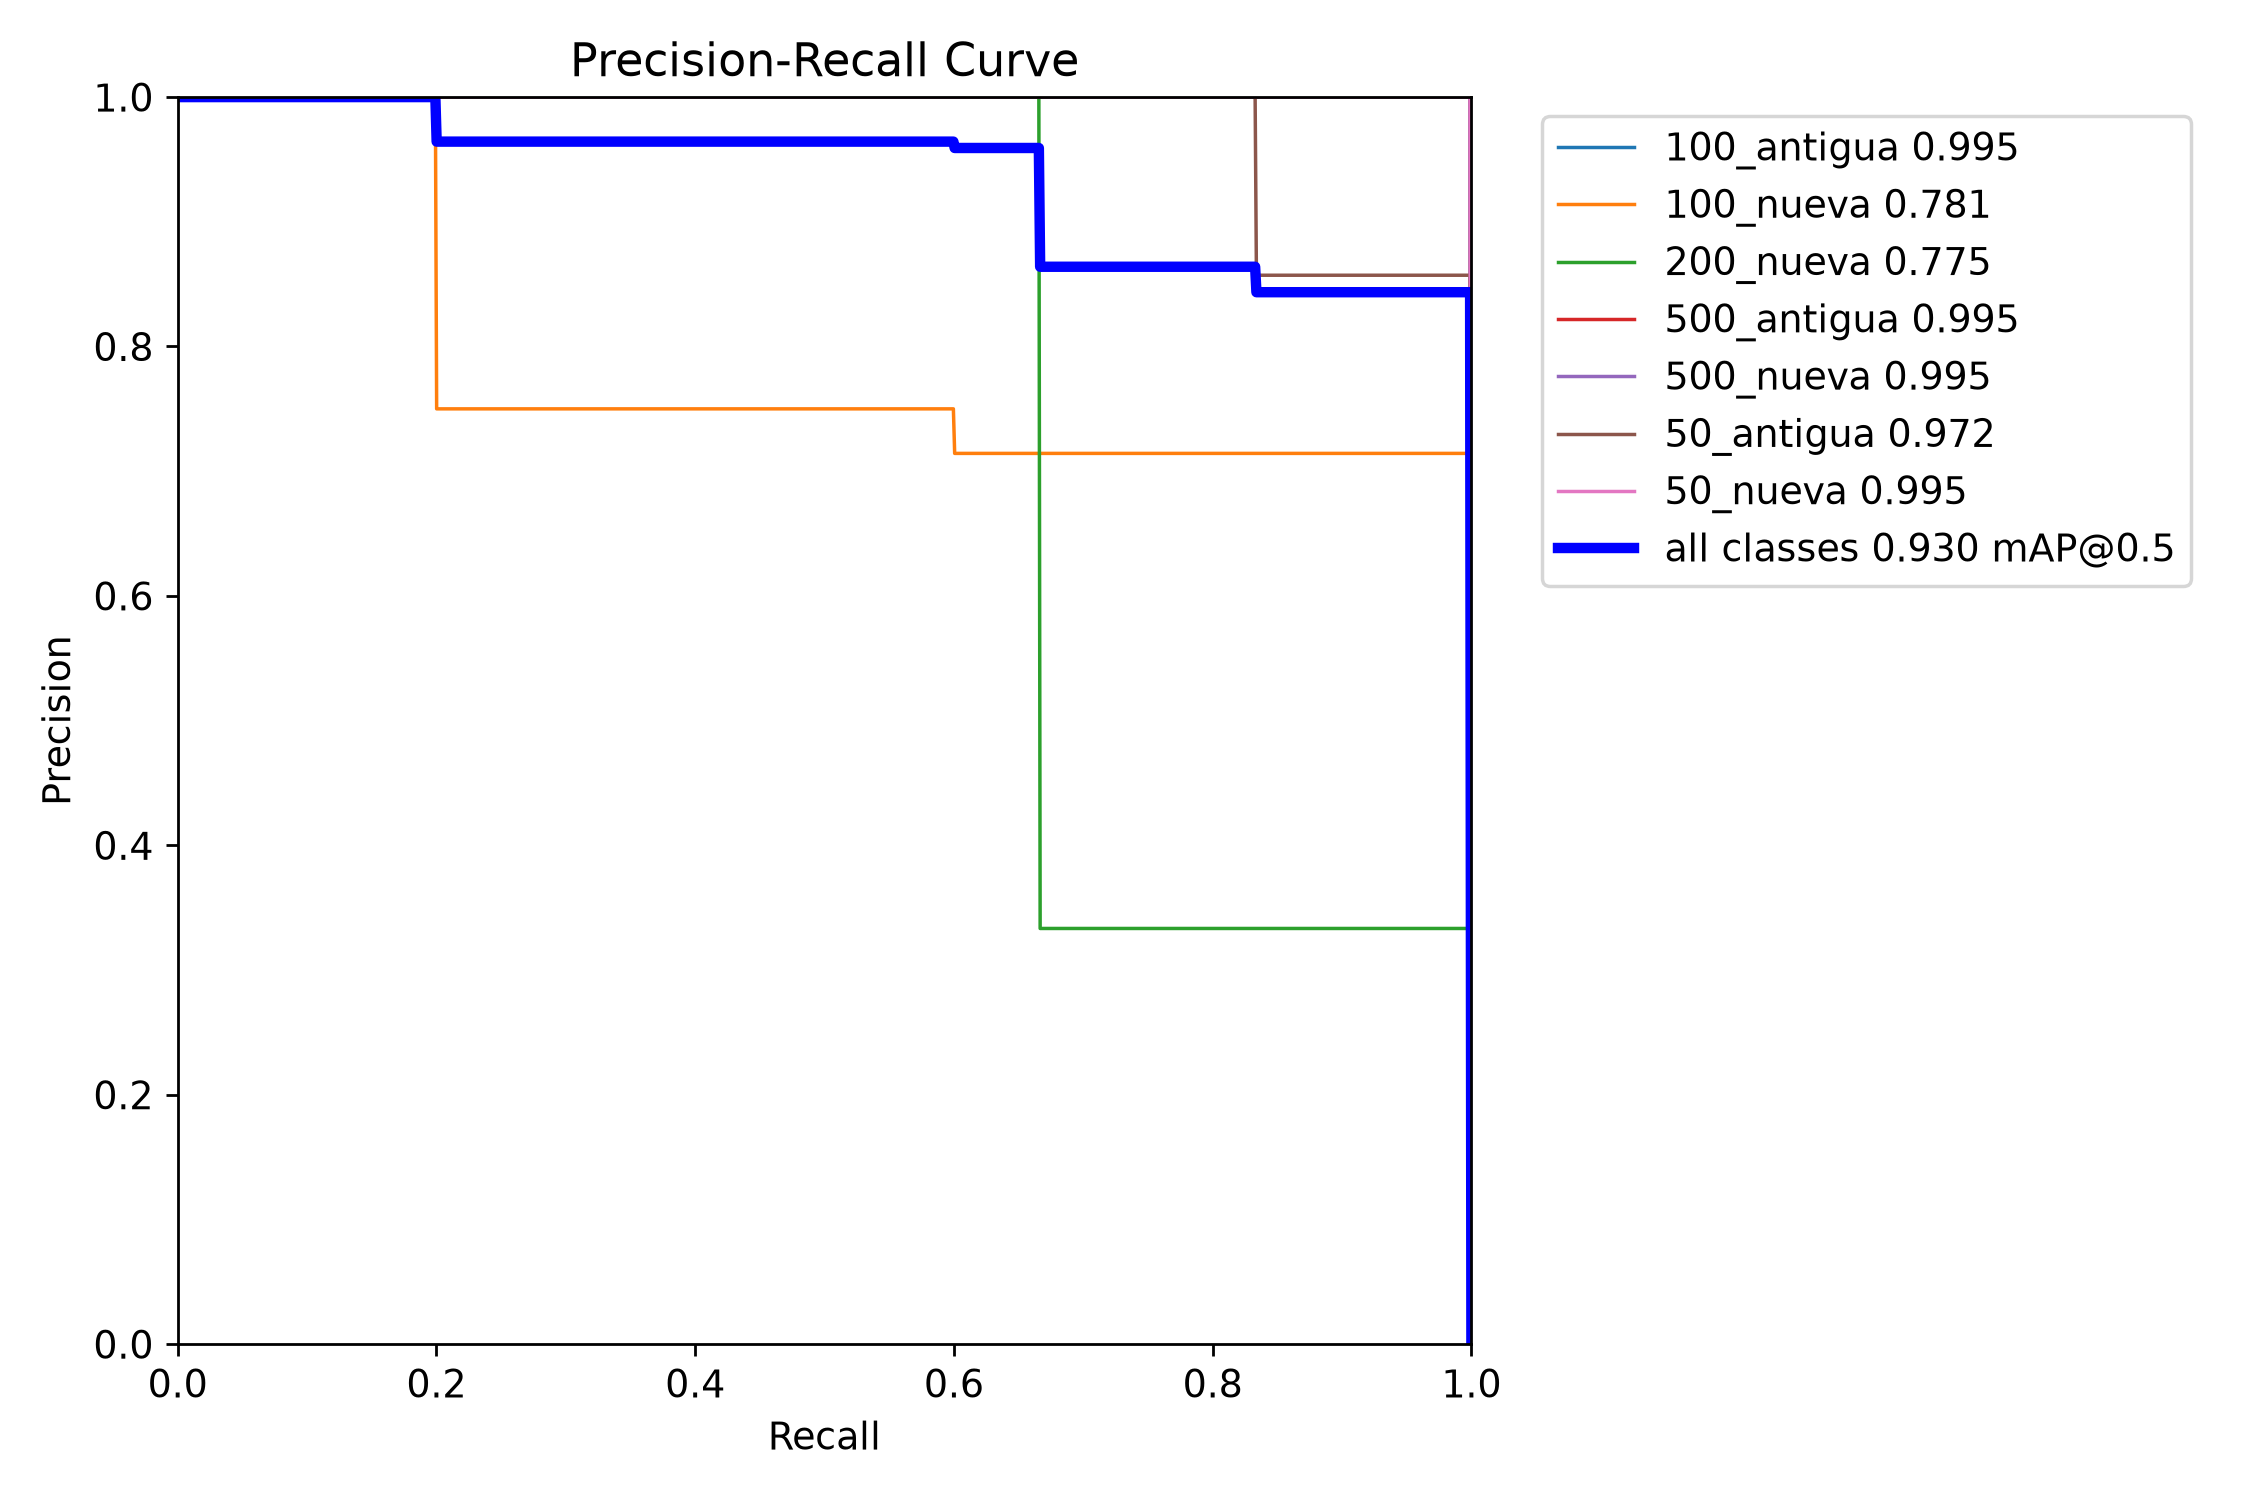 Precision-Recall Curve
1.0
0.8
0.6
0.4
0.2
0.0
Precision
0.0 0.2 0.4 0.6 0.8 1.0
Recall
100_antigua 0.995
100_nueva 0.781
200_nueva 0.775
500_antigua 0.995
500_nueva 0.995
50_antigua 0.972
50_nueva 0.995
all classes 0.930 mAP@0.5